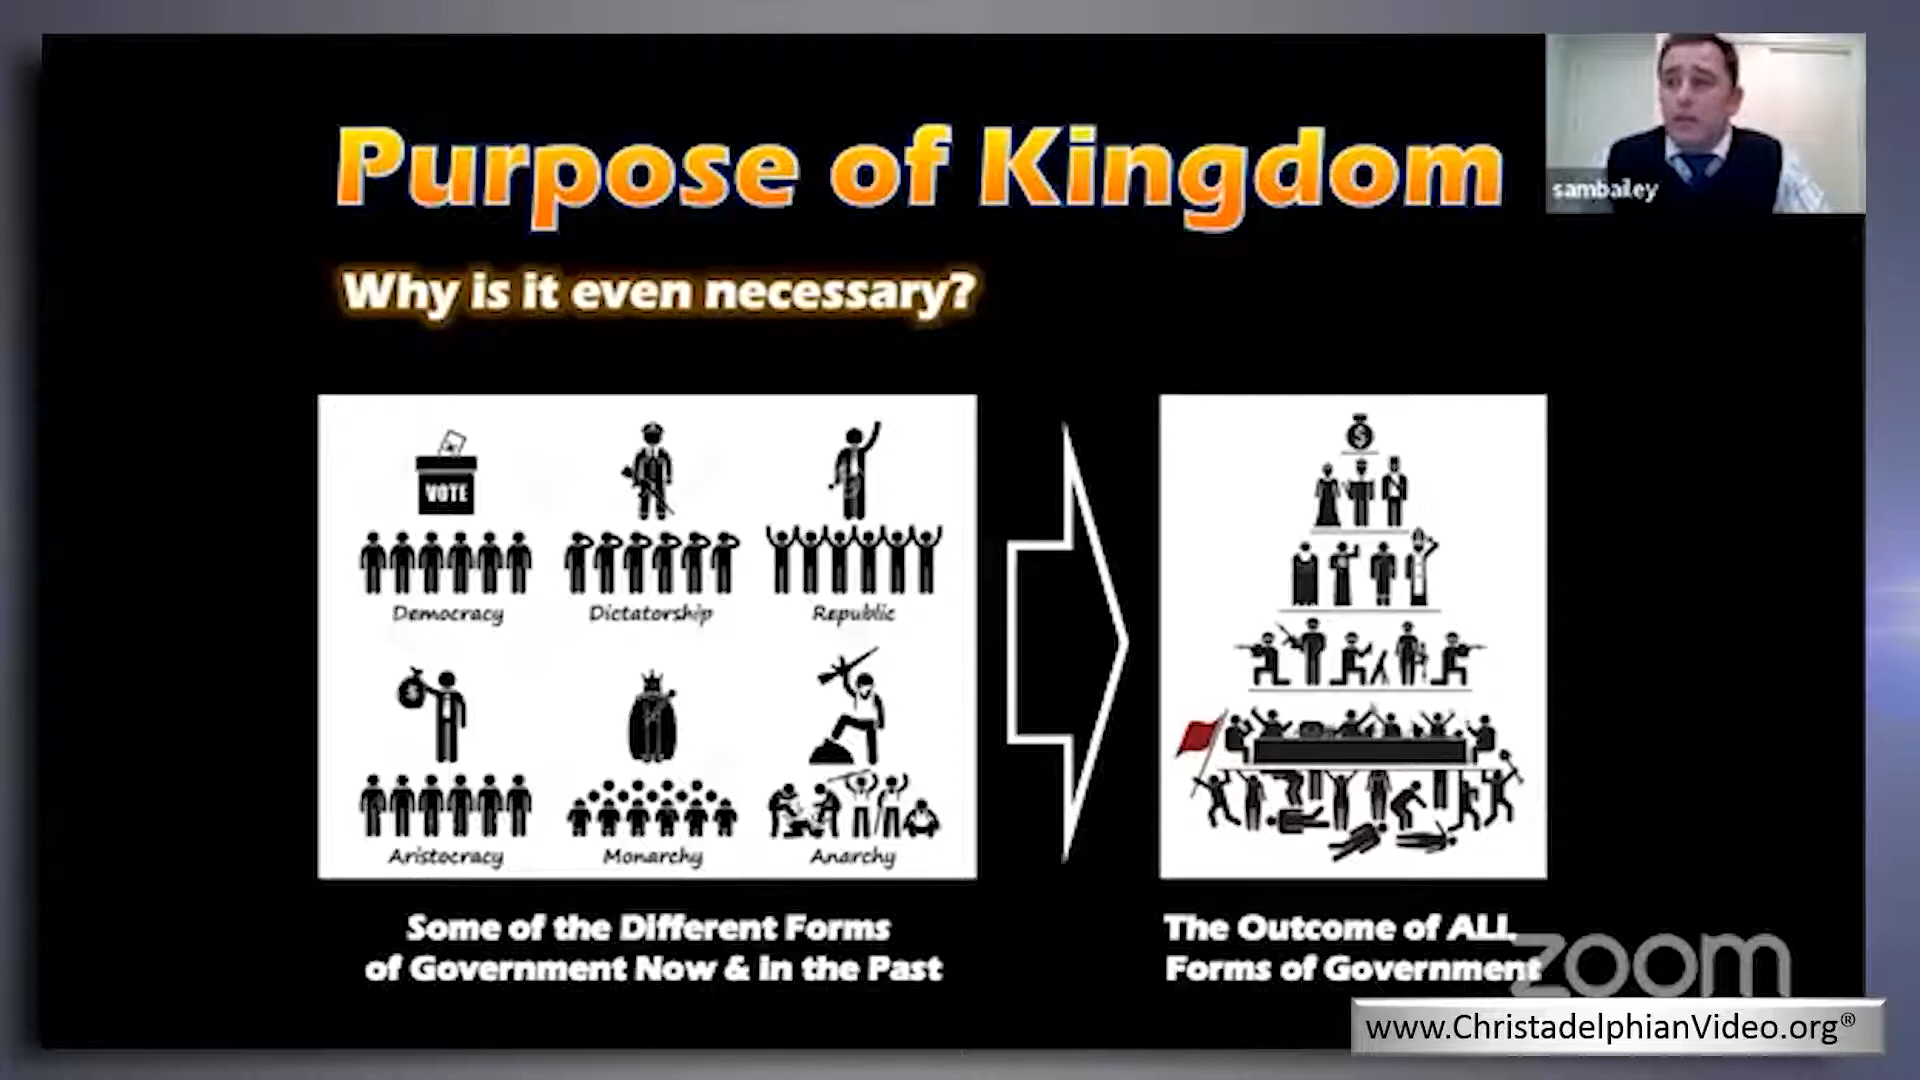 Purpose of Kingdom
sambailey
Why is it even necessary?
VOTE
Democracy
Dictatorship
Republic
$
Aristocracy
Monarchy
Anarchy
$
Some of the Different Forms
of Government Now & in the Past
The Outcome of ALL
Forms of Government
zoom
www.ChristadelphianVideo.org®